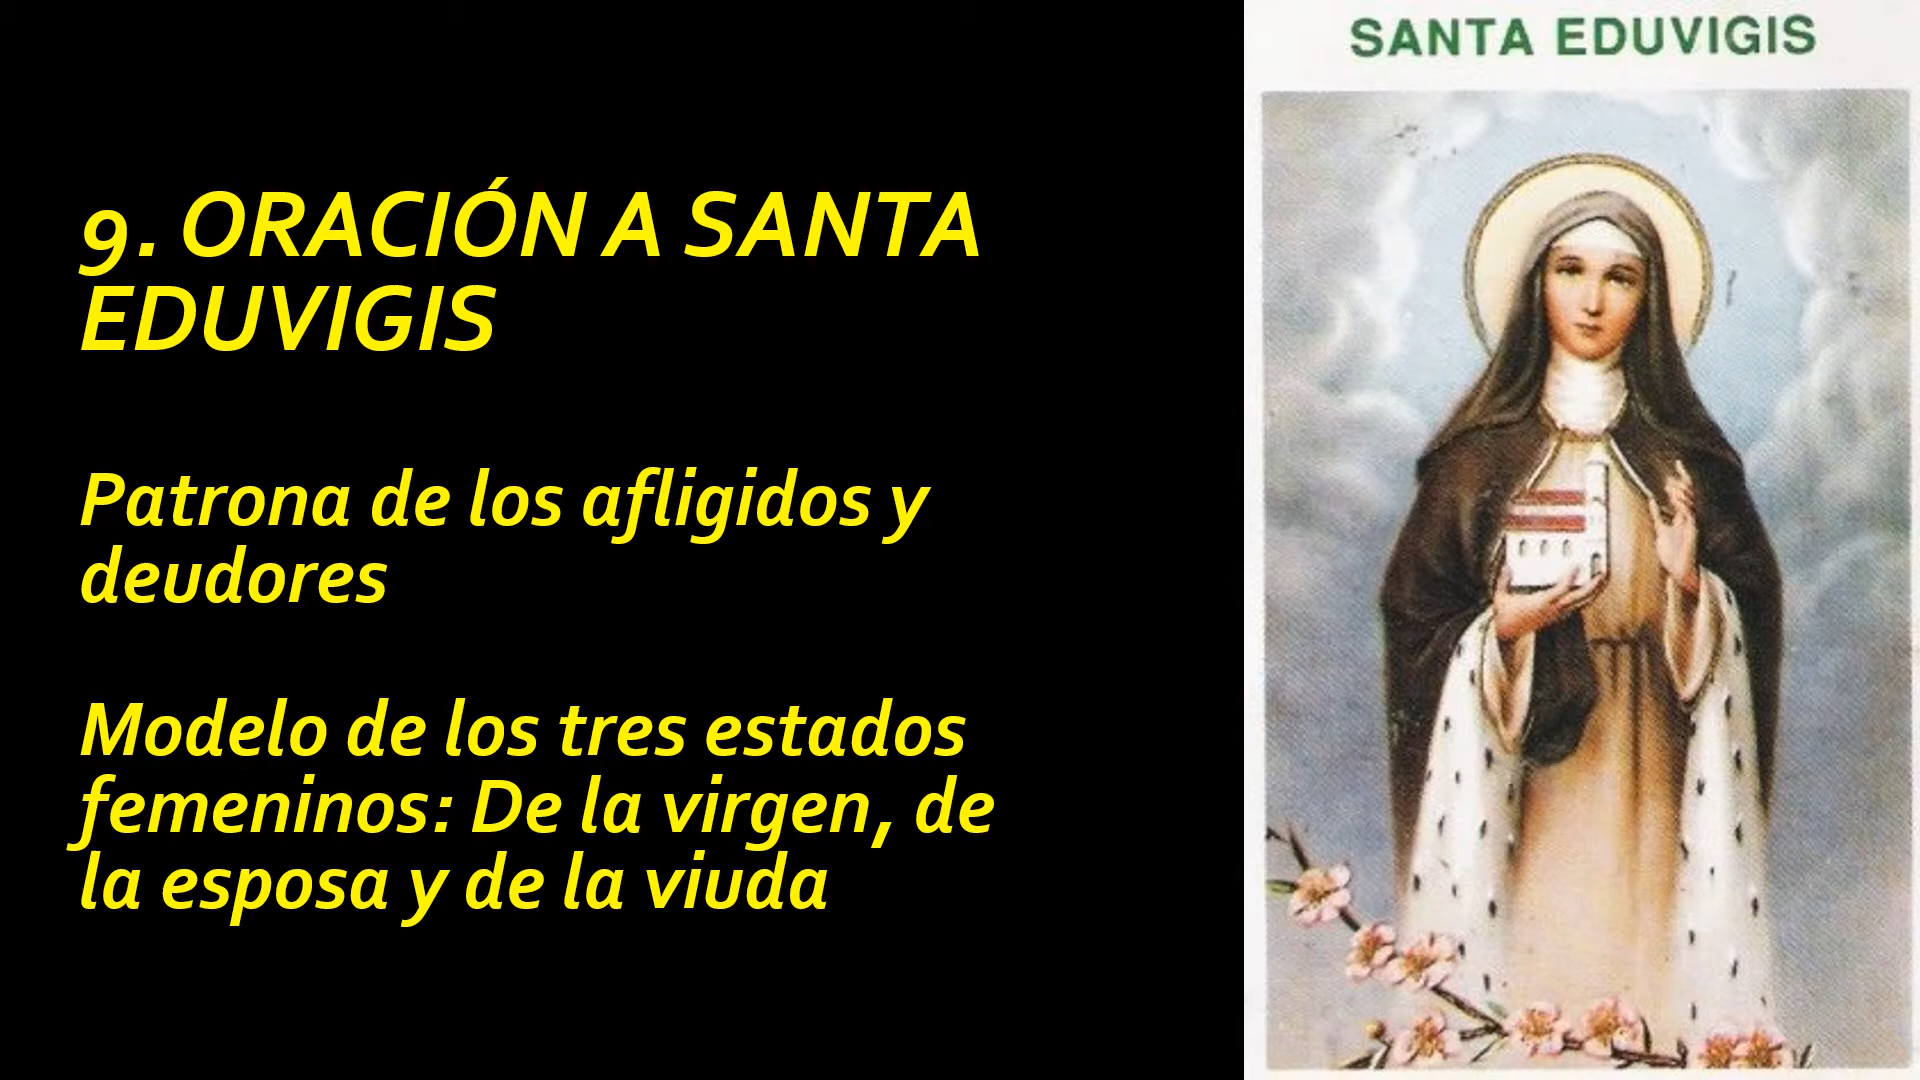 9. ORACIÓN A SANTA
EDUVIGIS
Patrona de los afligidos y
deudores
Modelo de los tres estados
femeninos: De la virgen, de
la esposa y de la viuda
SANTA EDUVIGIS